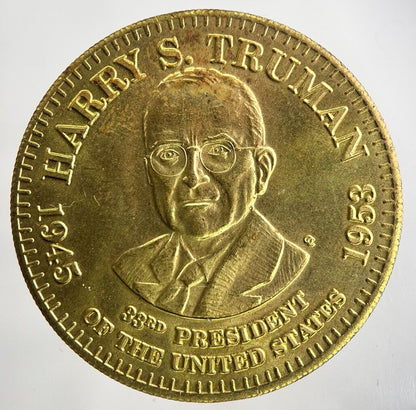 HARRY S. TRUMAN
1945 1953
33RD PRESIDENT
OF THE UNITED STATES